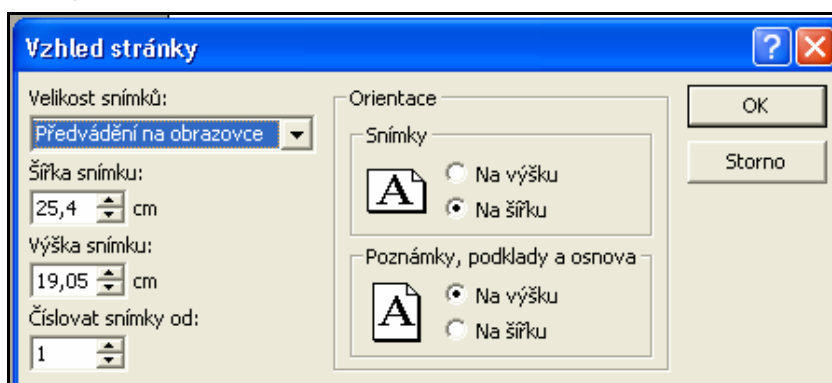 Vzhled stránky
Velikost snímků:
Předvádění na obrazovce
Šířka snímku:
25,4 cm
Výška snímku:
19,05 cm
Číslovat snímky od:
1
Orientace
Snímky
A
Na výšku
Na šířku
Poznámky, podklady a osnova
A
Na výšku
Na šířku
OK
Storno